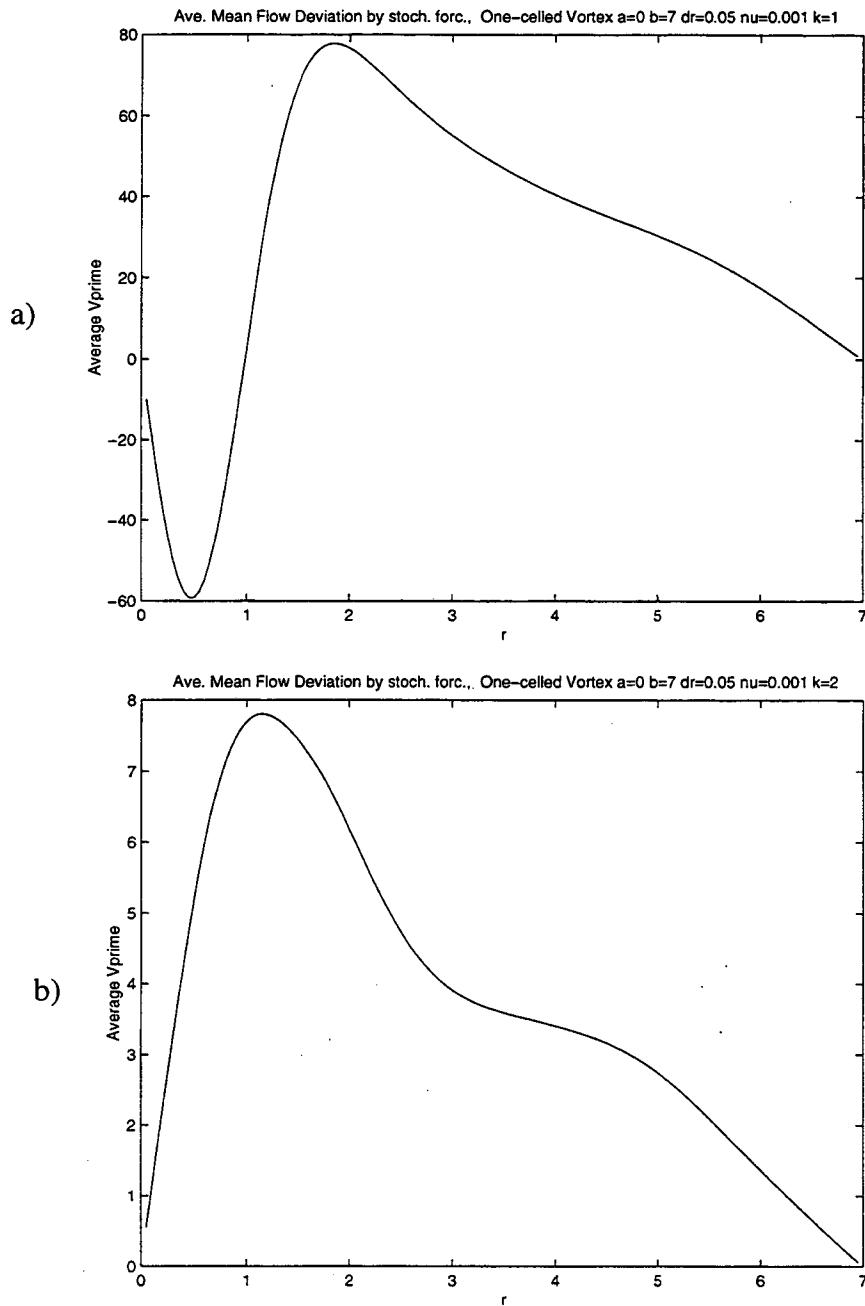 Ave. Mean Flow Deviation by stoch. forc., One-celled Vortex a=0 b=7 dr=0.05 nu=0.001 k=1
80
60
40
20
0
-20
-40
-60
Average Vprime
a)
0 1 2 3 4 5 6 7
r
Ave. Mean Flow Deviation by stoch. forc., One-celled Vortex a=0 b=7 dr=0.05 nu=0.001 k=2
8
7
6
5
4
3
2
1
0
Average Vprime
b)
0 1 2 3 4 5 6 7
r